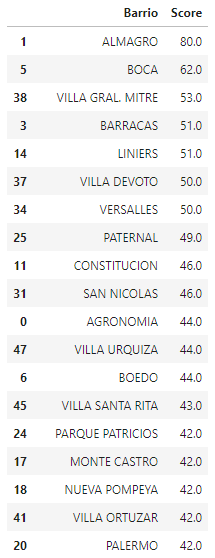 Barrio Score
1 ALMAGRO 80.0
5 BOCA 62.0
38 VILLA GRAL. MITRE 53.0
3 BARRACAS 51.0
14 LINIERS 51.0
37 VILLA DEVOTO 50.0
34 VERSALLES 50.0
25 PATERNAL 49.0
11 CONSTITUCION 46.0
31 SAN NICOLAS 46.0
0 AGRONOMIA 44.0
47 VILLA URQUIZA 44.0
6 BOEDO 44.0
45 VILLA SANTA RITA 43.0
24 PARQUE PATRICIOS 42.0
17 MONTE CASTRO 42.0
18 NUEVA POMPEYA 42.0
41 VILLA ORTUZAR 42.0
20 PALERMO 42.0